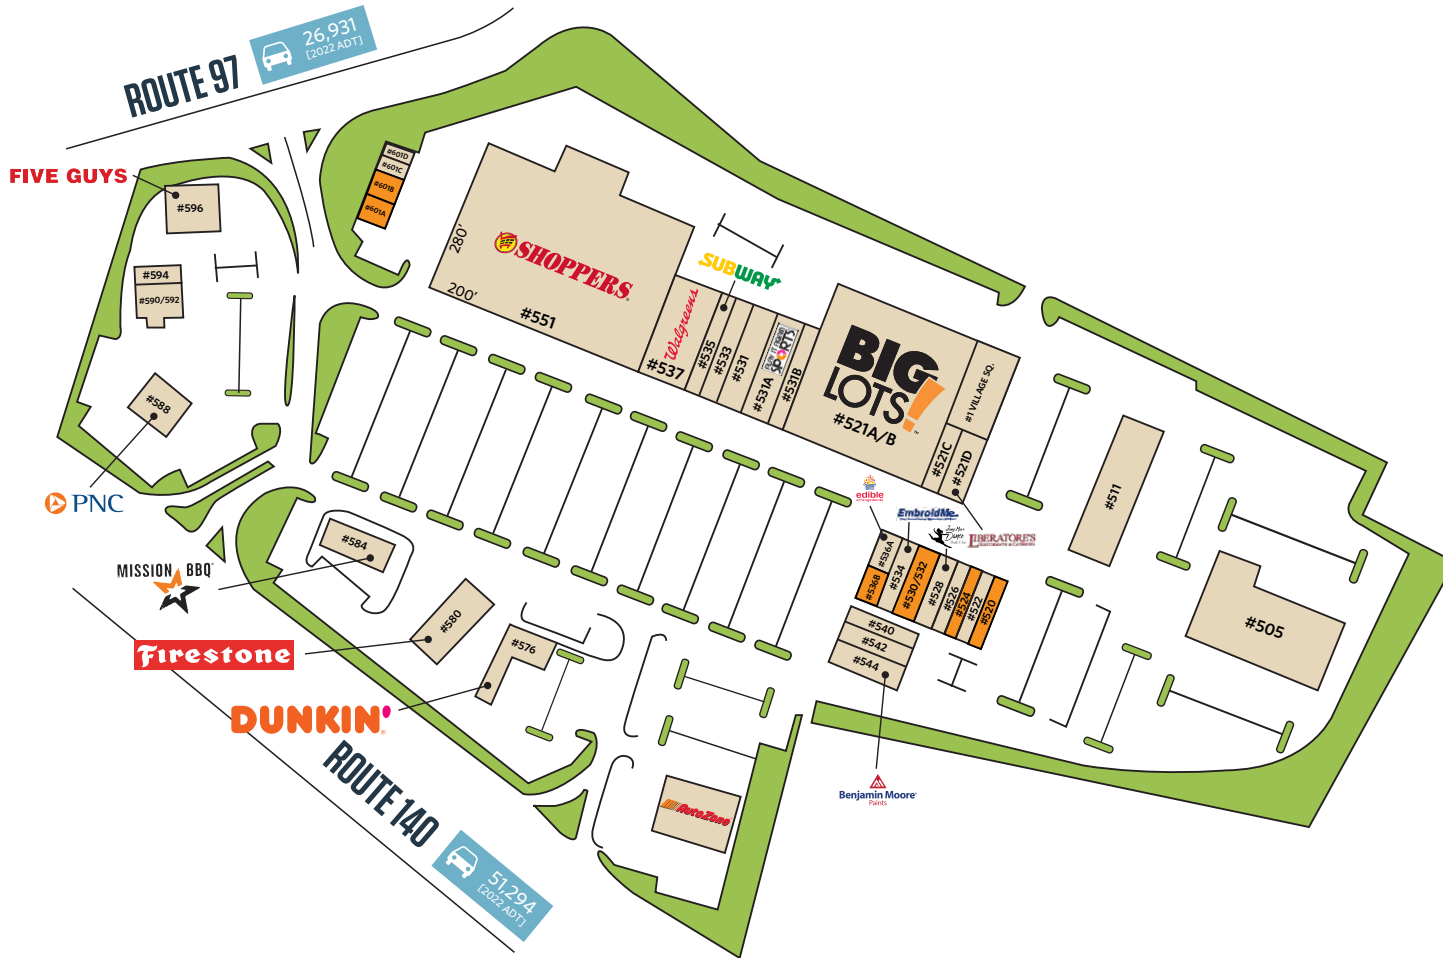 ROUTE 97
26,931
[2022 ADT]
FIVE GUYS
#596
#594
#590/592
#588
PNC
#601D
#601C
#601B
#601A
280'
200'
SHOPPERS
#551
Walgreens
#537
SUBWAY
#535
#533
#531
#531A
SPORTS
#531B
BIG
LOTS!
#521A/B
#1 VILLAGE SQ.
#521C
#521D
#511
#505
edible
EmbroidMe
Dance
LIBERATORE'S
#536A
#536B
#534
#530/532
#528
#526
#524
#522
#520
#540
#542
#544
Benjamin Moore
Paints
#584
MISSION BBQ
#580
Firestone
#576
DUNKIN'
AutoZone
ROUTE 140
51,294
[2022 ADT]